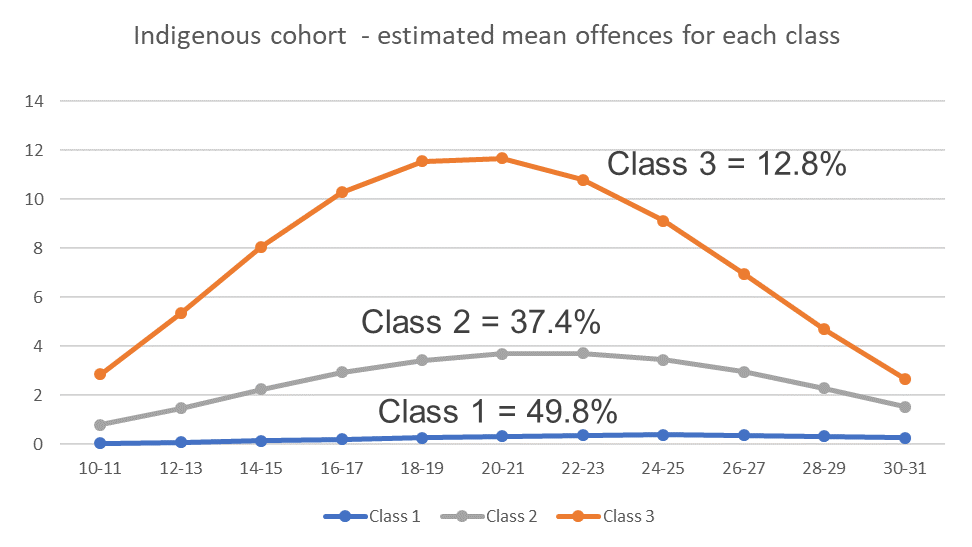 Indigenous cohort - estimated mean offences for each class
14
12
Class 3 = 12.8%
10
8
6
Class 2 = 37.4%
4
2
Class 1 = 49.8%
0
10-11 12-13 14-15 16-17 18-19 20-21 22-23 24-25 26-27 28-29 30-31
Class 1 Class 2 Class 3